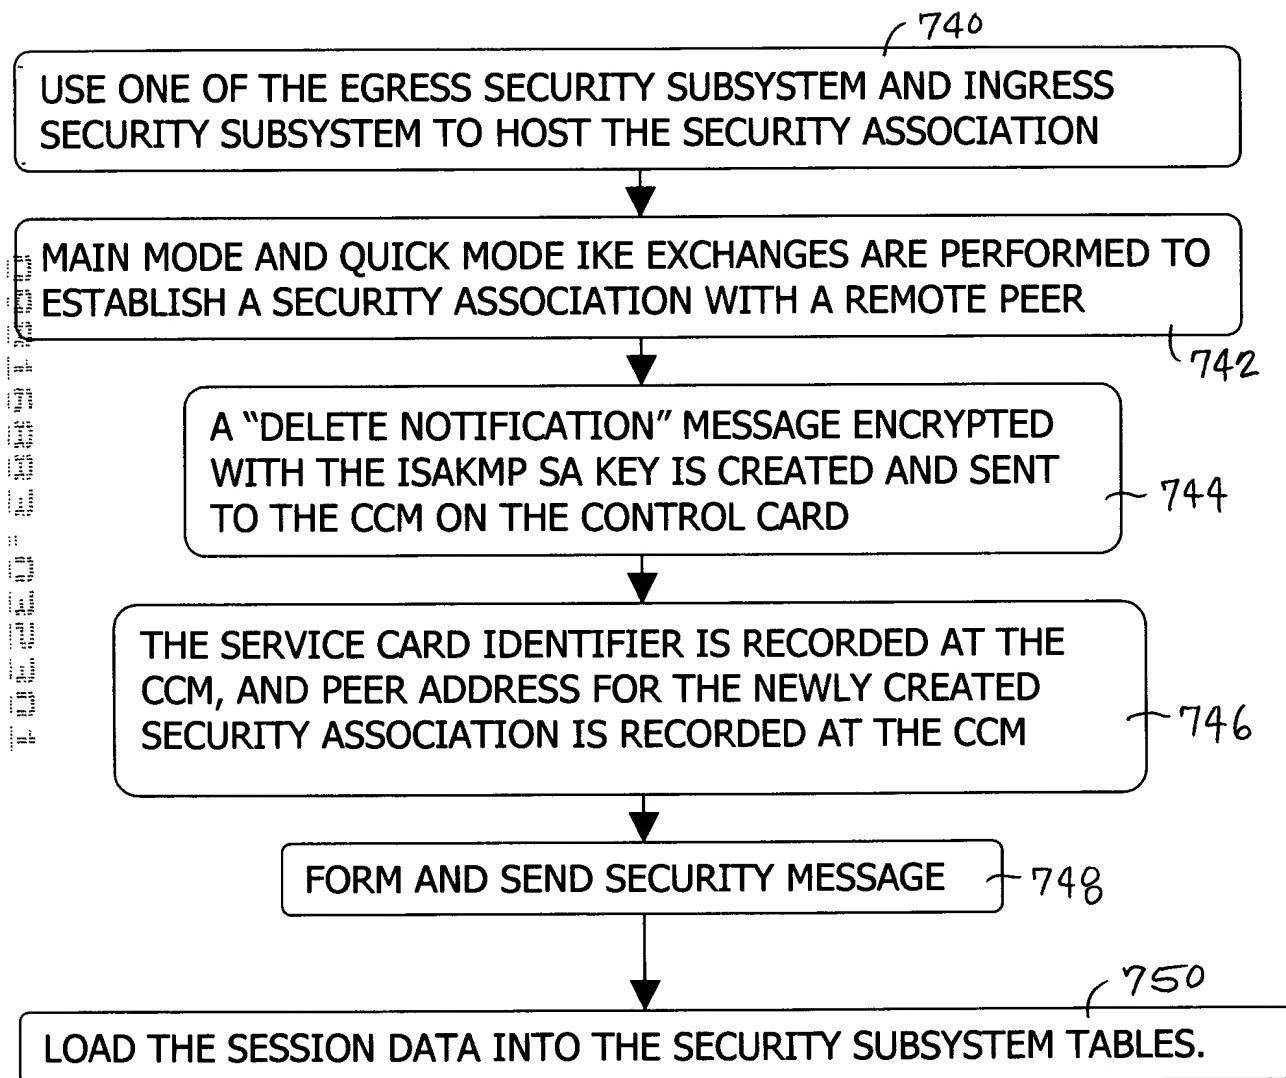 740
USE ONE OF THE EGRESS SECURITY SUBSYSTEM AND INGRESS
SECURITY SUBSYSTEM TO HOST THE SECURITY ASSOCIATION
MAIN MODE AND QUICK MODE IKE EXCHANGES ARE PERFORMED TO
ESTABLISH A SECURITY ASSOCIATION WITH A REMOTE PEER
742
A “DELETE NOTIFICATION” MESSAGE ENCRYPTED
WITH THE ISAKMP SA KEY IS CREATED AND SENT
TO THE CCM ON THE CONTROL CARD
744
THE SERVICE CARD IDENTIFIER IS RECORDED AT THE
CCM, AND PEER ADDRESS FOR THE NEWLY CREATED
SECURITY ASSOCIATION IS RECORDED AT THE CCM
746
FORM AND SEND SECURITY MESSAGE
748
750
LOAD THE SESSION DATA INTO THE SECURITY SUBSYSTEM TABLES.